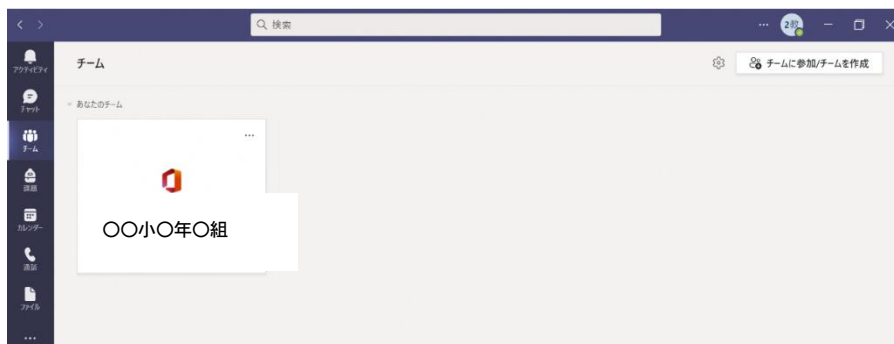 検索
2教
アクティビティ
チーム
チームに参加/チームを作成
チャット
あなたのチーム
チーム
課題
〇〇小〇年〇組
カレンダー
通話
ファイル